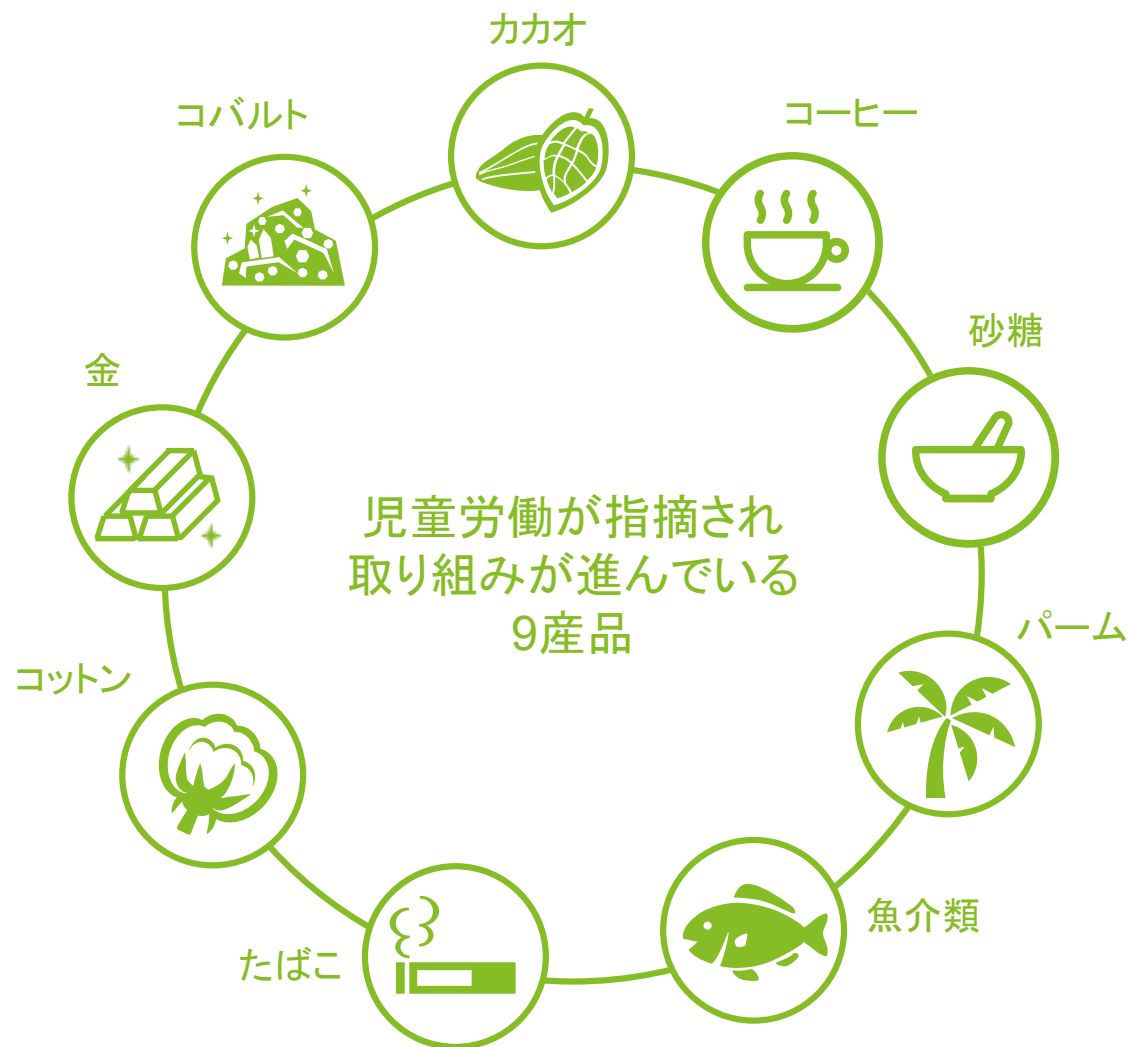 カカオ
コーヒー
砂糖
パーム
魚介類
たばこ
コットン
金
コバルト
児童労働が指摘され
取り組みが進んでいる
9産品